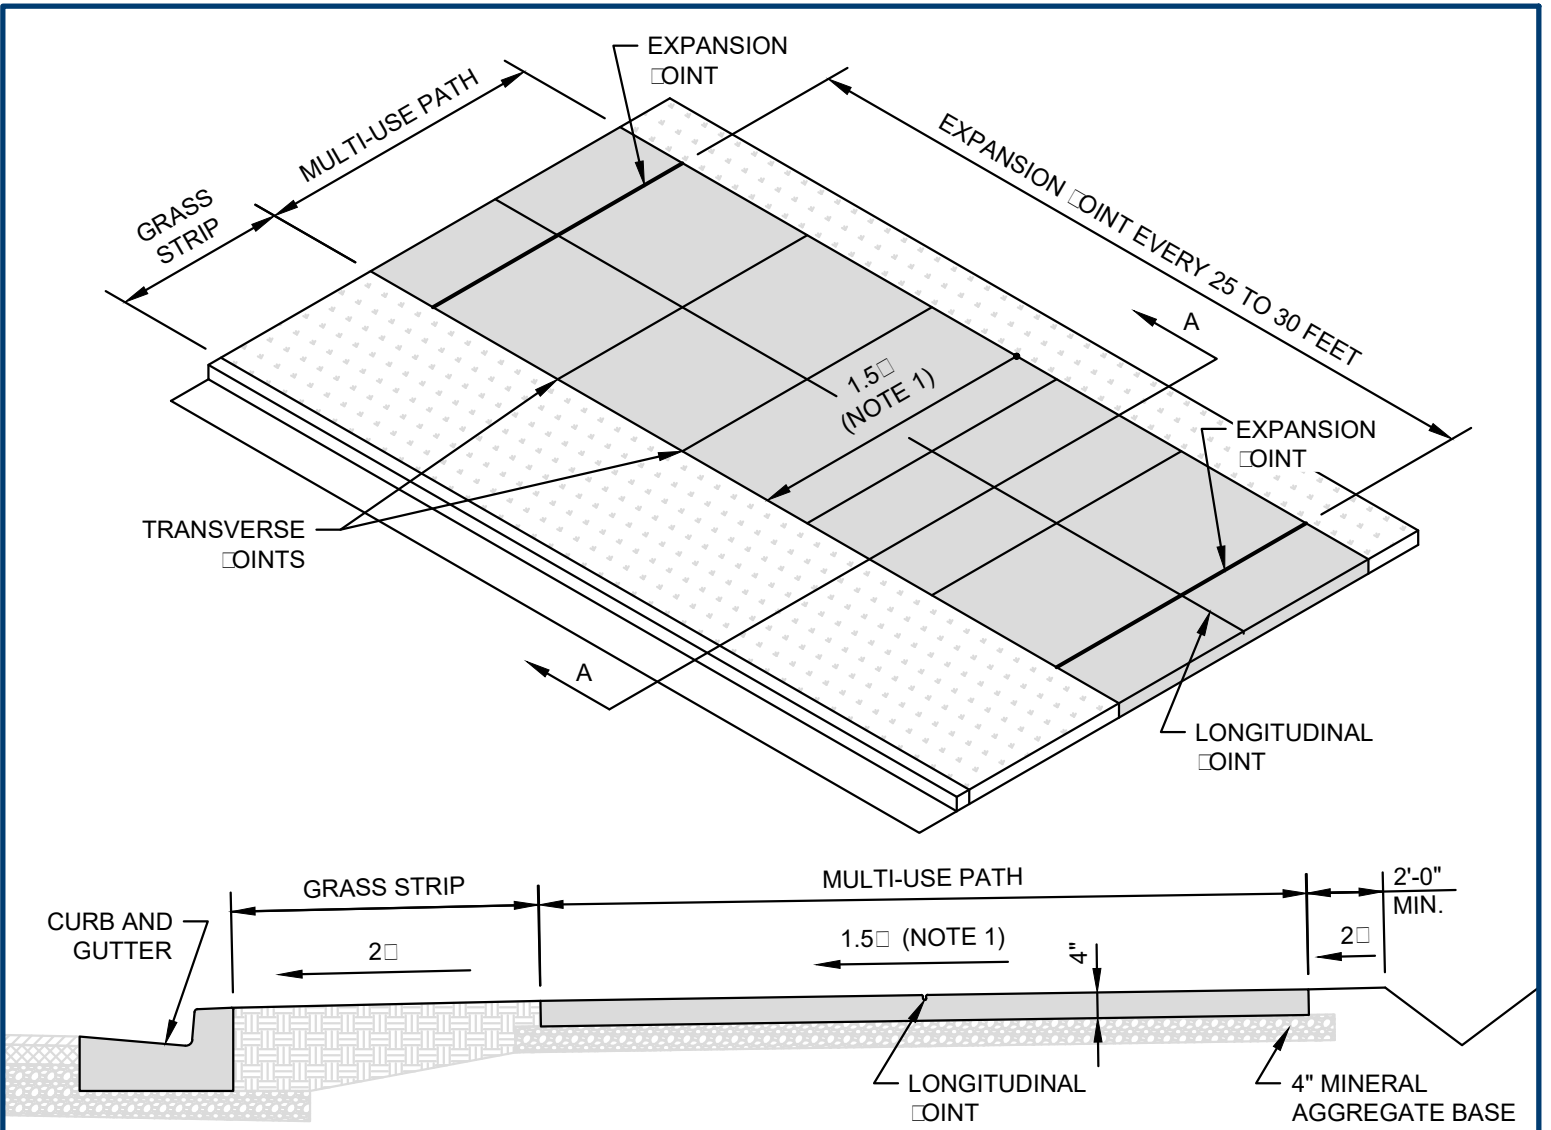 EXPANSION
□OINT
MULTI-USE PATH
GRASS
STRIP
EXPANSION □OINT EVERY 25 TO 30 FEET
A
1.5□
(NOTE 1)
EXPANSION
□OINT
TRANSVERSE
□OINTS
A
LONGITUDINAL
□OINT
GRASS STRIP
MULTI-USE PATH
2'-0"
MIN.
CURB AND
GUTTER
2□
1.5□ (NOTE 1)
4"
2□
LONGITUDINAL
□OINT
4" MINERAL
AGGREGATE BASE